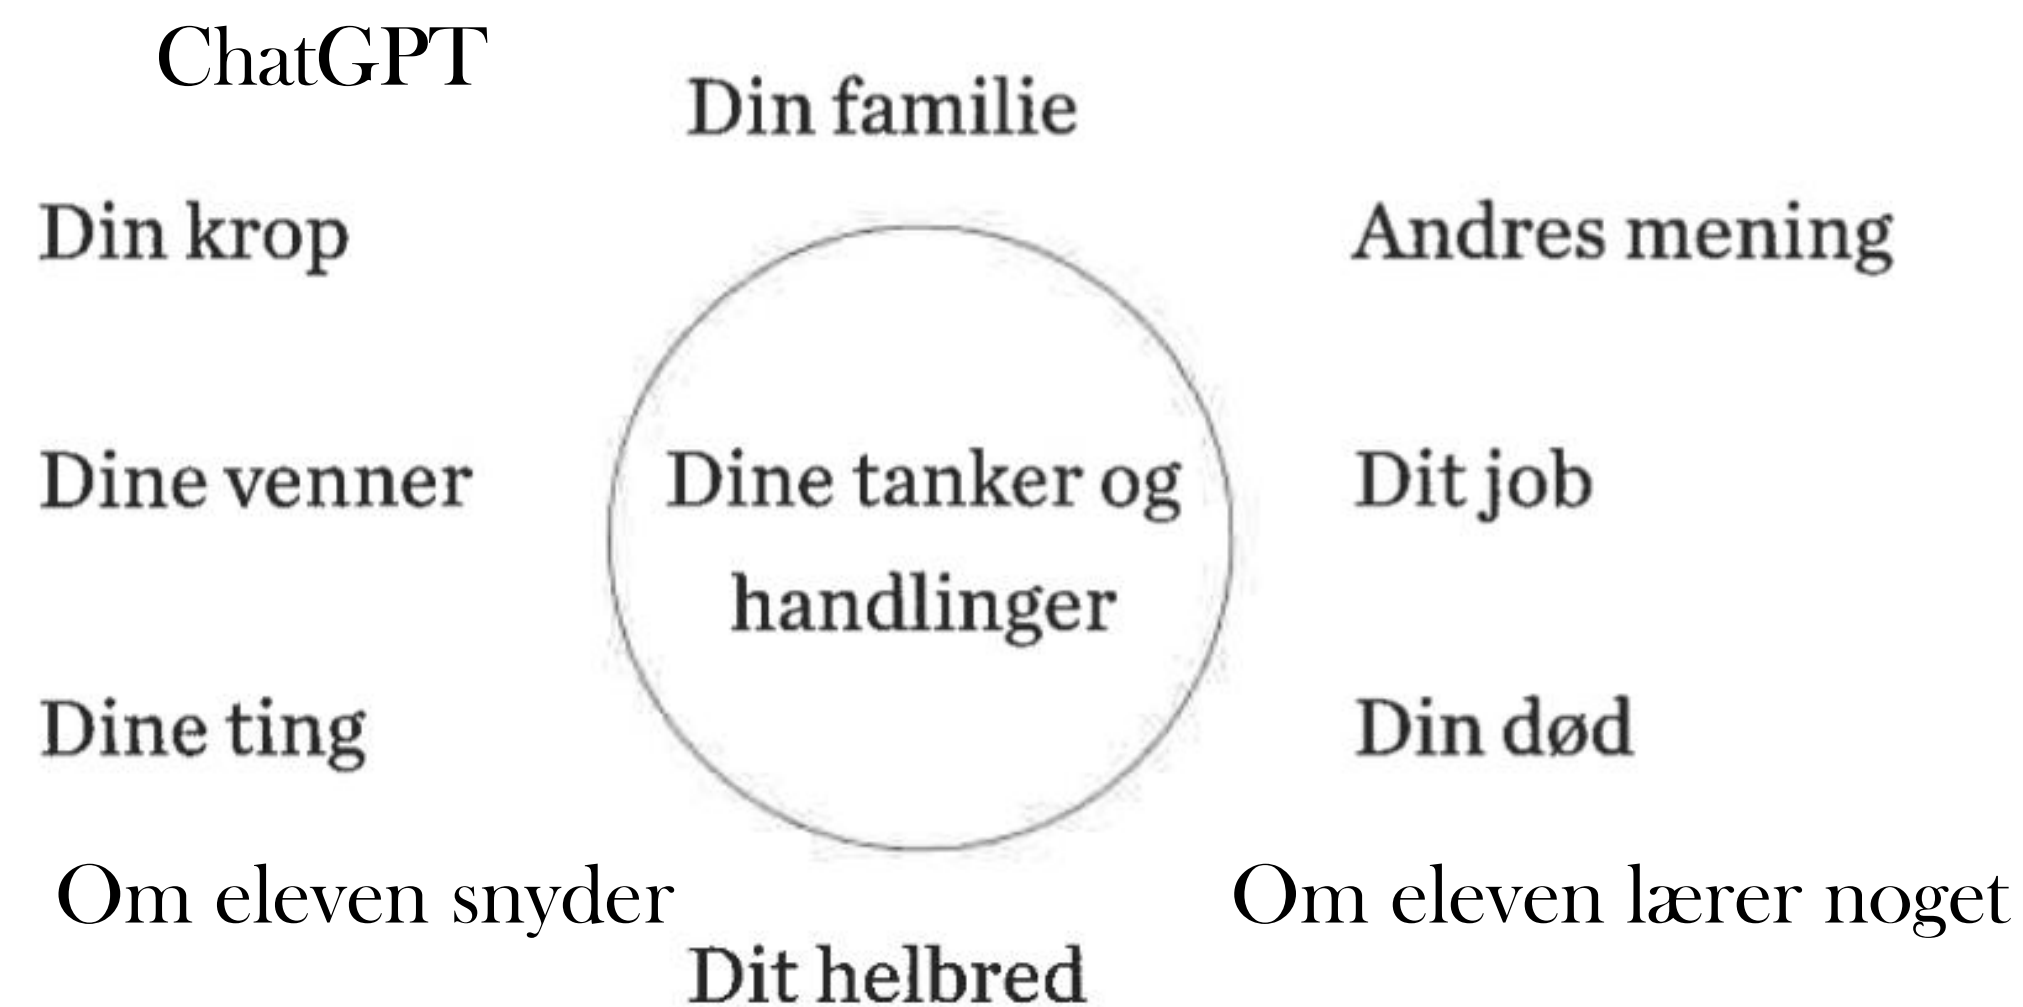 ChatGPT
Din familie
Din krop
Andres mening
Dine venner
Dine tanker og
handlinger
Dit job
Dine ting
Din død
Om eleven snyder
Om eleven lærer noget
Dit helbred